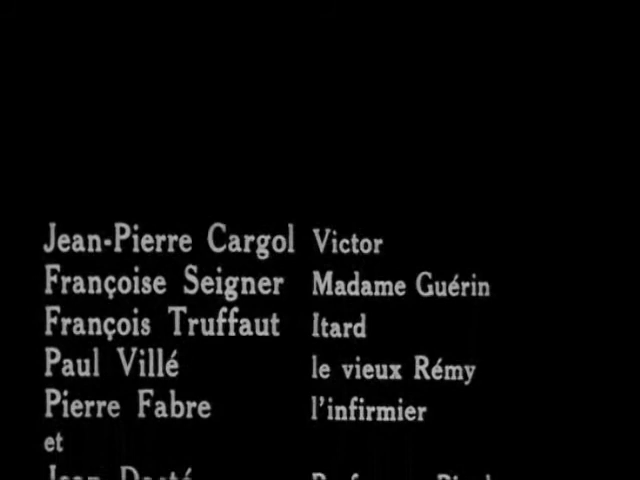 Jean-Pierre Cargol Victor
Françoise Seigner Madame Guérin
François Truffaut Itard
Paul Villé le vieux Rémy
Pierre Fabre l'infirmier
et
Jean